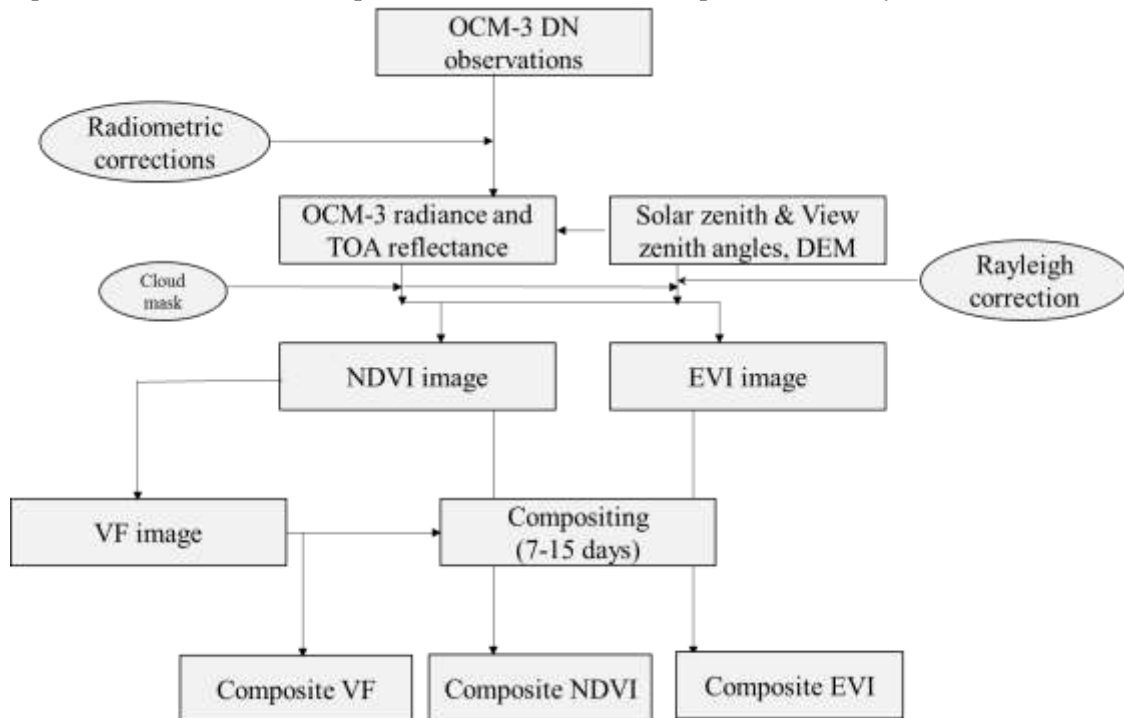 OCM-3 DN
observations
Radiometric
corrections
OCM-3 radiance and
TOA reflectance
Solar zenith & View
zenith angles, DEM
Cloud
mask
Rayleigh
correction
NDVI image
EVI image
VF image
Compositing
(7-15 days)
Composite VF
Composite NDVI
Composite EVI